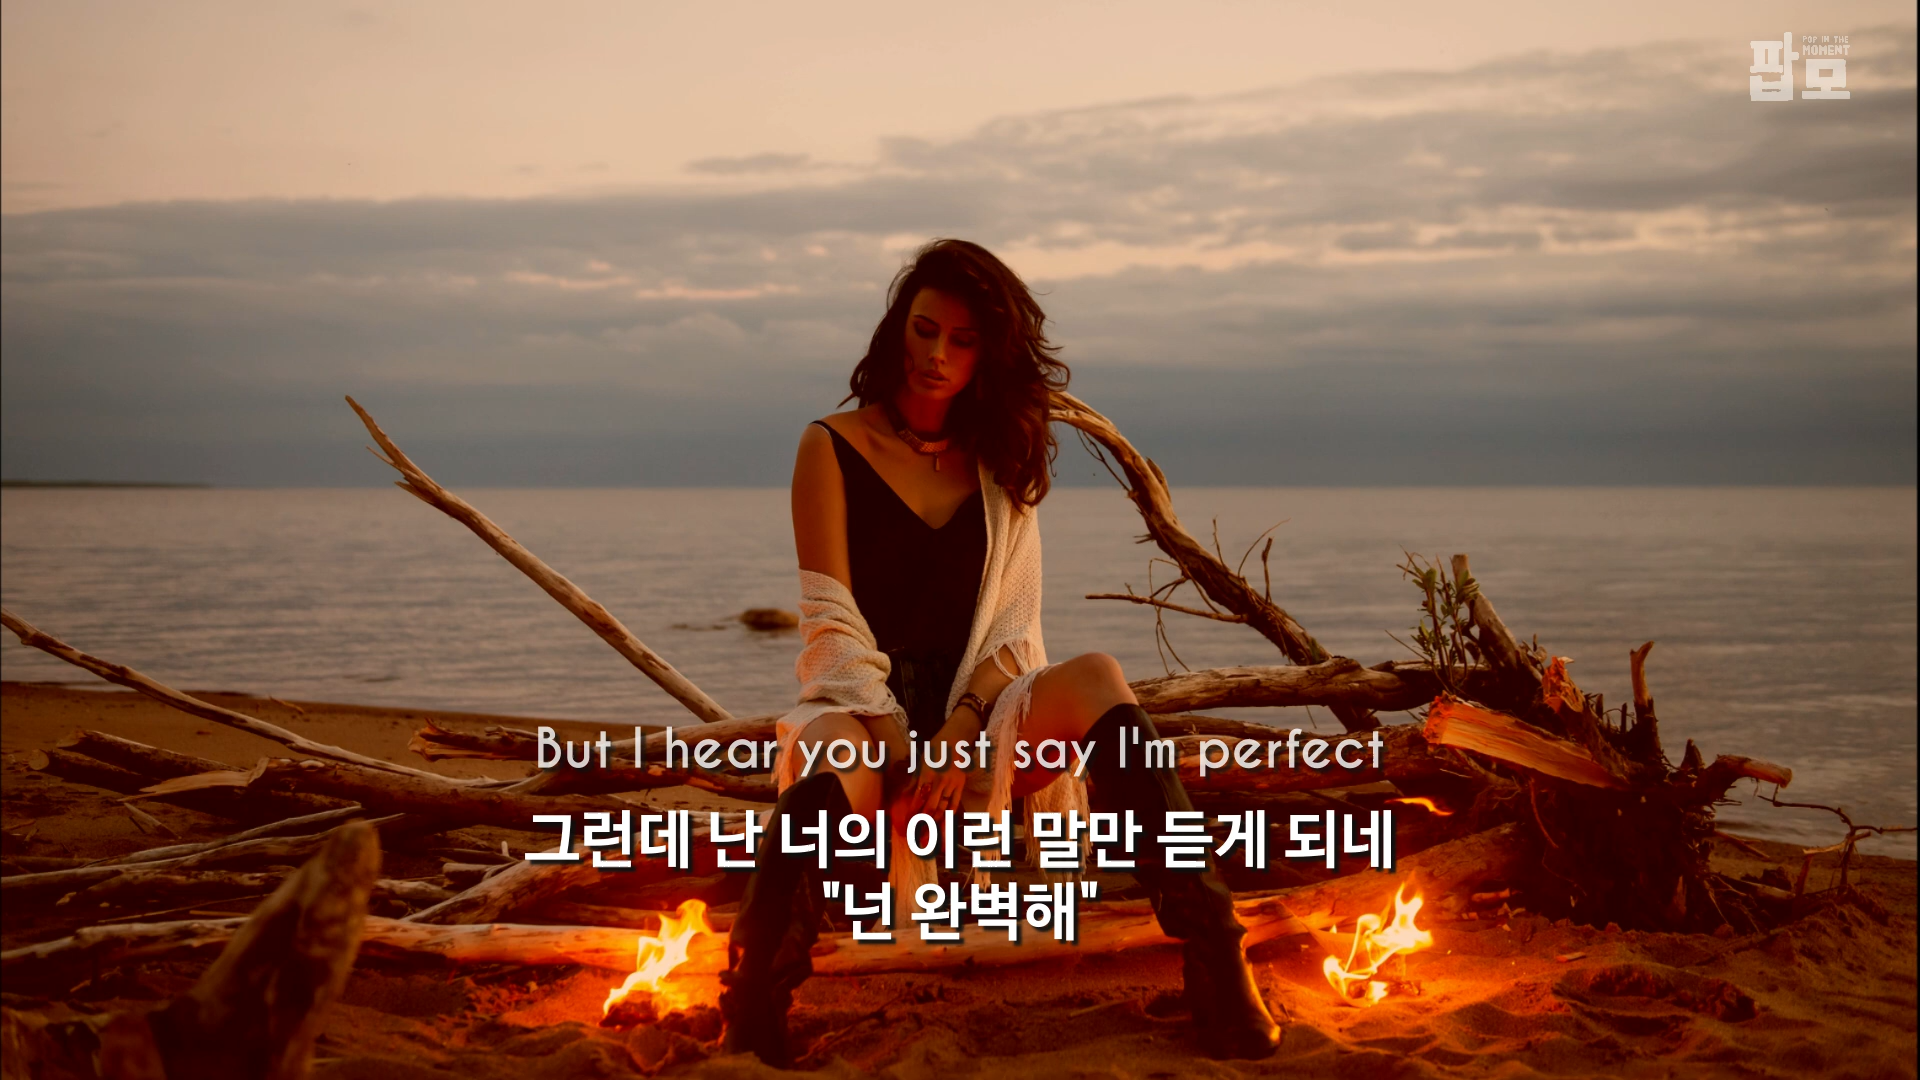 POP IN THE
MOMENT
팝모
But I hear you just say I'm perfect
그런데 난 너의 이런 말만 듣게 되네
"넌 완벽해"